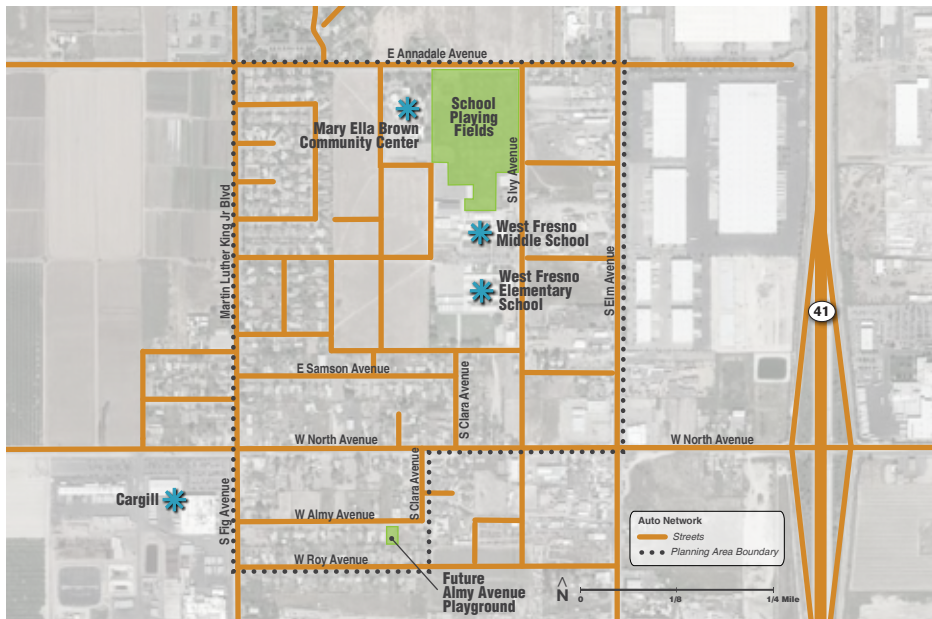 E Annadale Avenue
School
Playing
Fields
Mary Ella Brown
Community Center
S Ivy Avenue
Martin Luther King Jr Blvd
West Fresno
Middle School
West Fresno
Elementary
School
S Elm Avenue
41
E Samson Avenue
S Clara Avenue
W North Avenue
W North Avenue
S Clara Avenue
Cargill
S Fig Avenue
W Almy Avenue
W Roy Avenue
Future
Almy Avenue
Playground
Auto Network
Streets
Planning Area Boundary
N
0
1/8
1/4 Mile